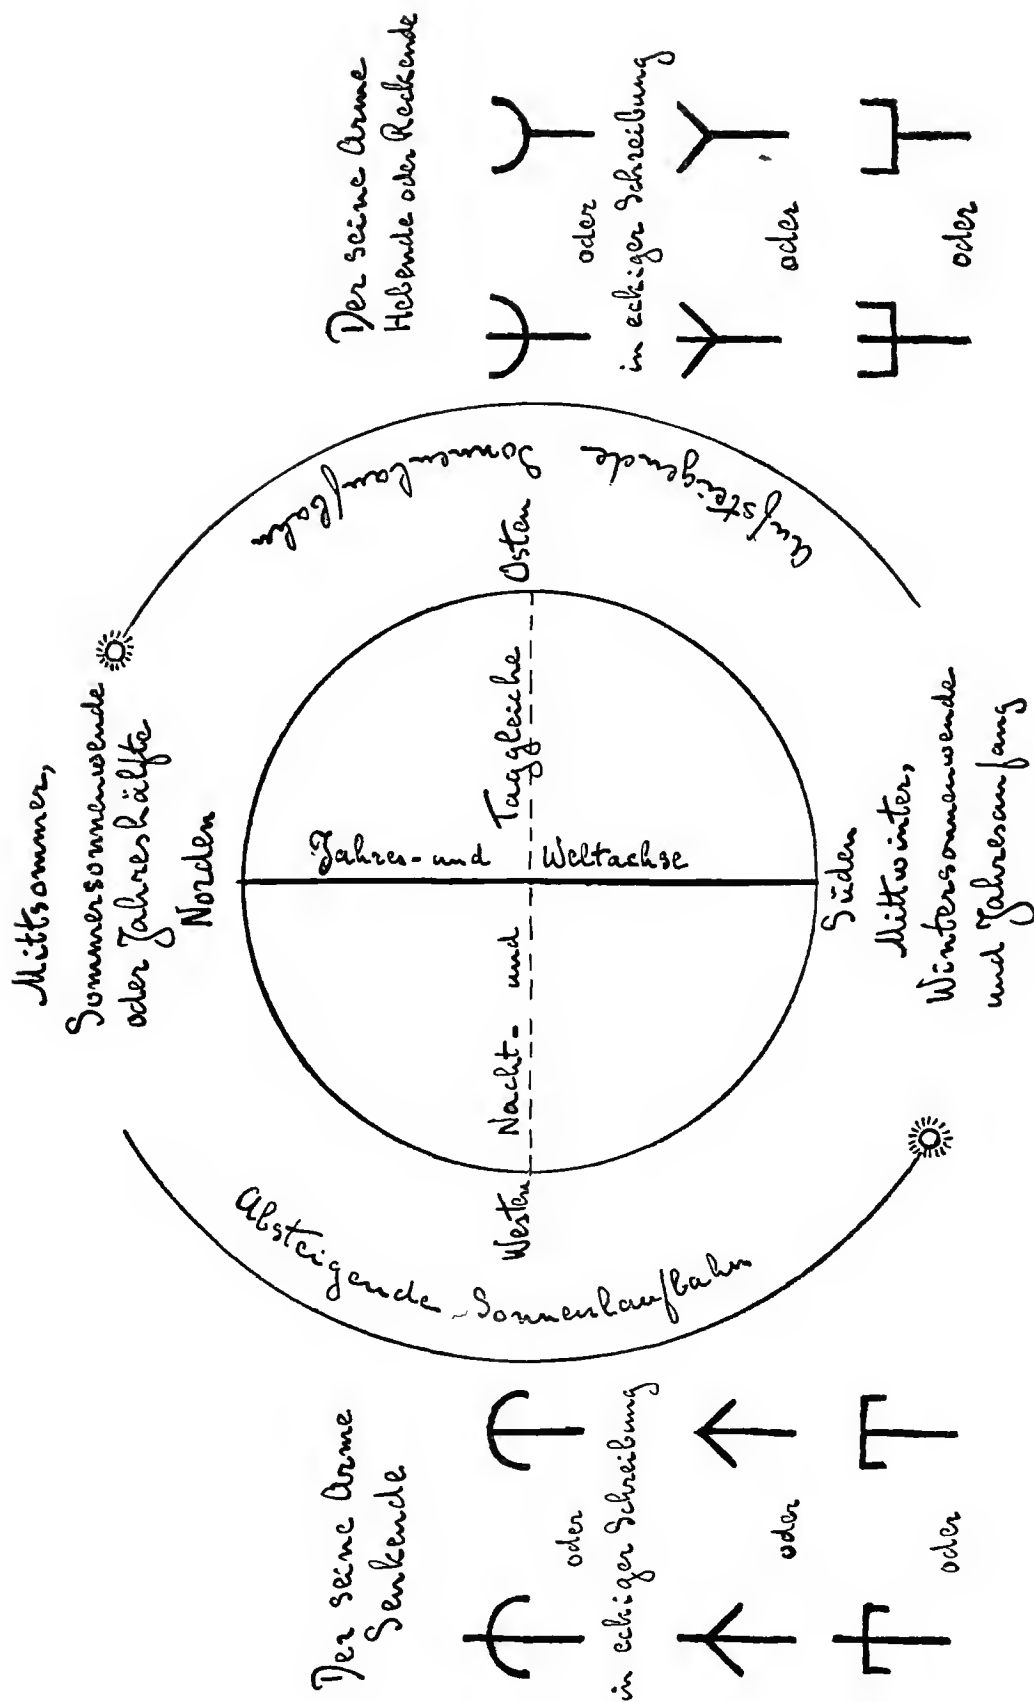 Mittsommer,
Sommersonnenwende
oder Jahreshälfte
Norden
Der seine Arme
Senkende
oder
in eckiger Schreibung
oder
oder
Absteigende Sonnenlaufbahn
Westen
Nacht- und Taggleiche
Osten
Jahres- und Weltachse
Aufsteigende Sonnenlaufbahn
Der seine Arme
Hebende oder Reckende
oder
in eckiger Schreibung
oder
oder
Süden
Mittwinter,
Wintersonnenwende
und Jahresanfang